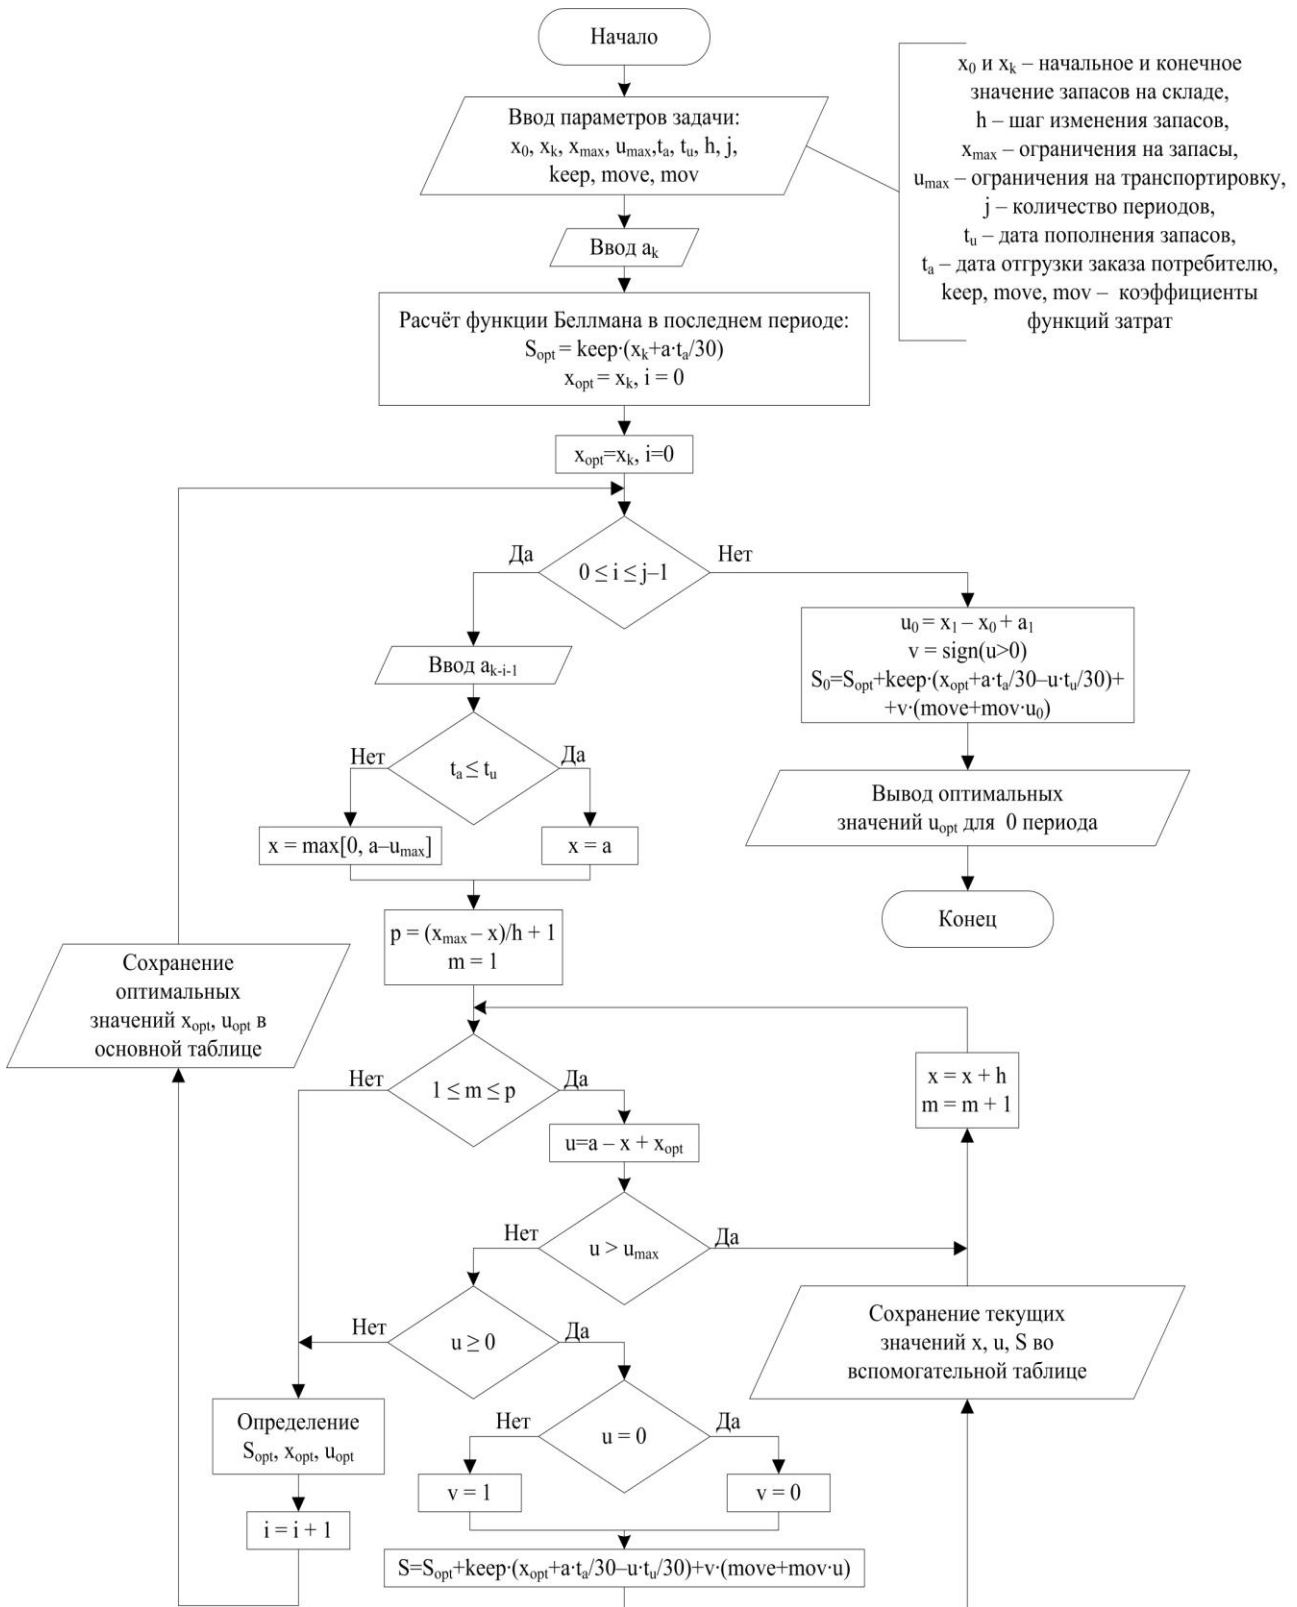 Начало
x₀ и xₖ – начальное и конечное
значение запасов на складе,
h – шаг изменения запасов,
xₘₐₓ – ограничения на запасы,
uₘₐₓ – ограничения на транспортировку,
j – количество периодов,
tᵤ – дата пополнения запасов,
tₐ – дата отгрузки заказа потребителю,
keep, move, mov – коэффициенты
функций затрат
Ввод параметров задачи:
x₀, xₖ, xₘₐₓ, uₘₐₓ,tₐ, tᵤ, h, j,
keep, move, mov
Ввод aₖ
Расчёт функции Беллмана в последнем периоде:
Sₒₚₜ = keep·(xₖ+a·tₐ/30)
xₒₚₜ = xₖ, i = 0
xₒₚₜ=xₖ, i=0
0 ≤ i ≤ j–1
Да
Нет
u₀ = x₁ – x₀ + a₁
v = sign(u>0)
S₀=Sₒₚₜ+keep·(xₒₚₜ+a·tₐ/30–u·tᵤ/30)+
+v·(move+mov·u₀)
Вывод оптимальных
значений uₒₚₜ для 0 периода
Конец
Ввод aₖ₋ᵢ₋₁
tₐ ≤ tᵤ
Нет
Да
x = max[0, a–uₘₐₓ]
x = a
p = (xₘₐₓ – x)/h + 1
m = 1
Сохранение
оптимальных
значений xₒₚₜ, uₒₚₜ в
основной таблице
1 ≤ m ≤ p
Нет
Да
x = x + h
m = m + 1
u=a – x + xₒₚₜ
u > uₘₐₓ
Нет
Да
u ≥ 0
Нет
Да
Сохранение текущих
значений x, u, S во
вспомогательной таблице
u = 0
Нет
Да
Определение
Sₒₚₜ, xₒₚₜ, uₒₚₜ
v = 1
v = 0
i = i + 1
S=Sₒₚₜ+keep·(xₒₚₜ+a·tₐ/30–u·tᵤ/30)+v·(move+mov·u)